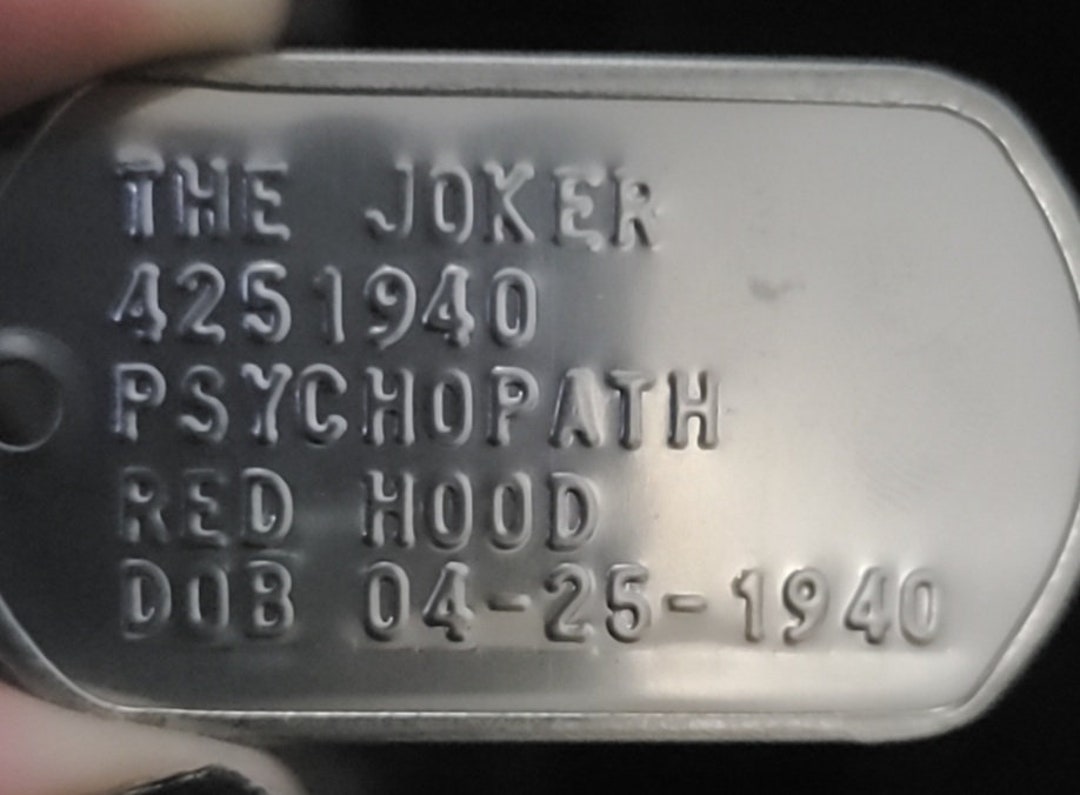 THE JOKER
4251940
PSYCHOPATH
RED HOOD
DOB 04-25-1940